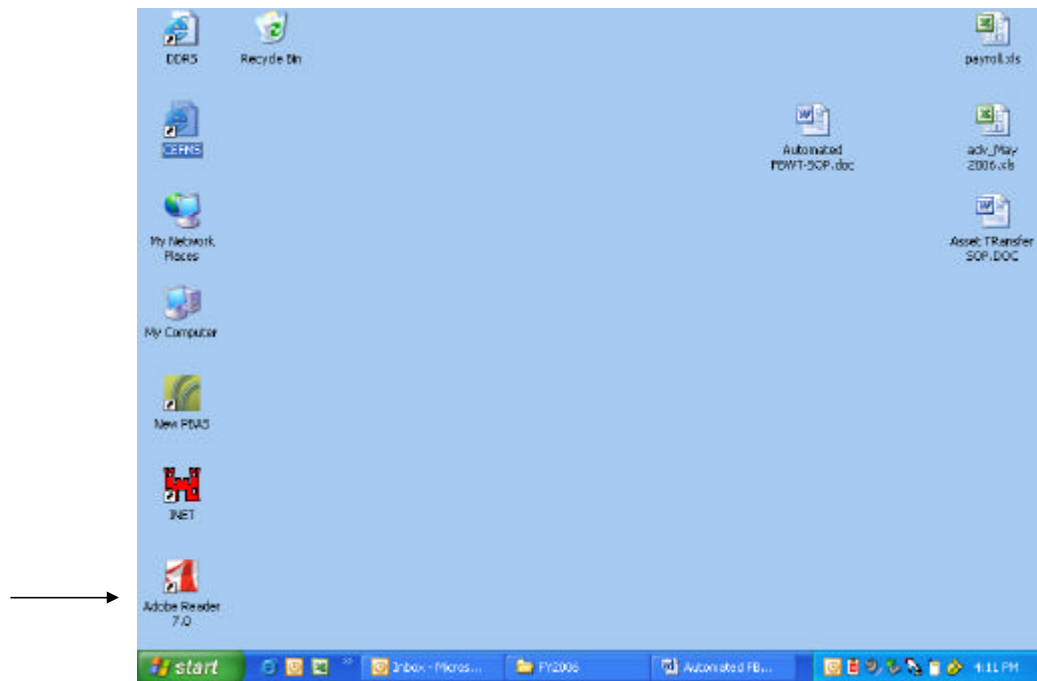 DDRS
Recycle Bin
payroll.xls
CEFMS
Automated
FBWT-SOP.doc
adv_May
2006.xls
My Network
Places
Asset TRansfer
SOP.DOC
My Computer
New PBAS
INET
Adobe Reader
7.0
start
Inbox - Micros...
FY2006
Automated FB...
4:11 PM